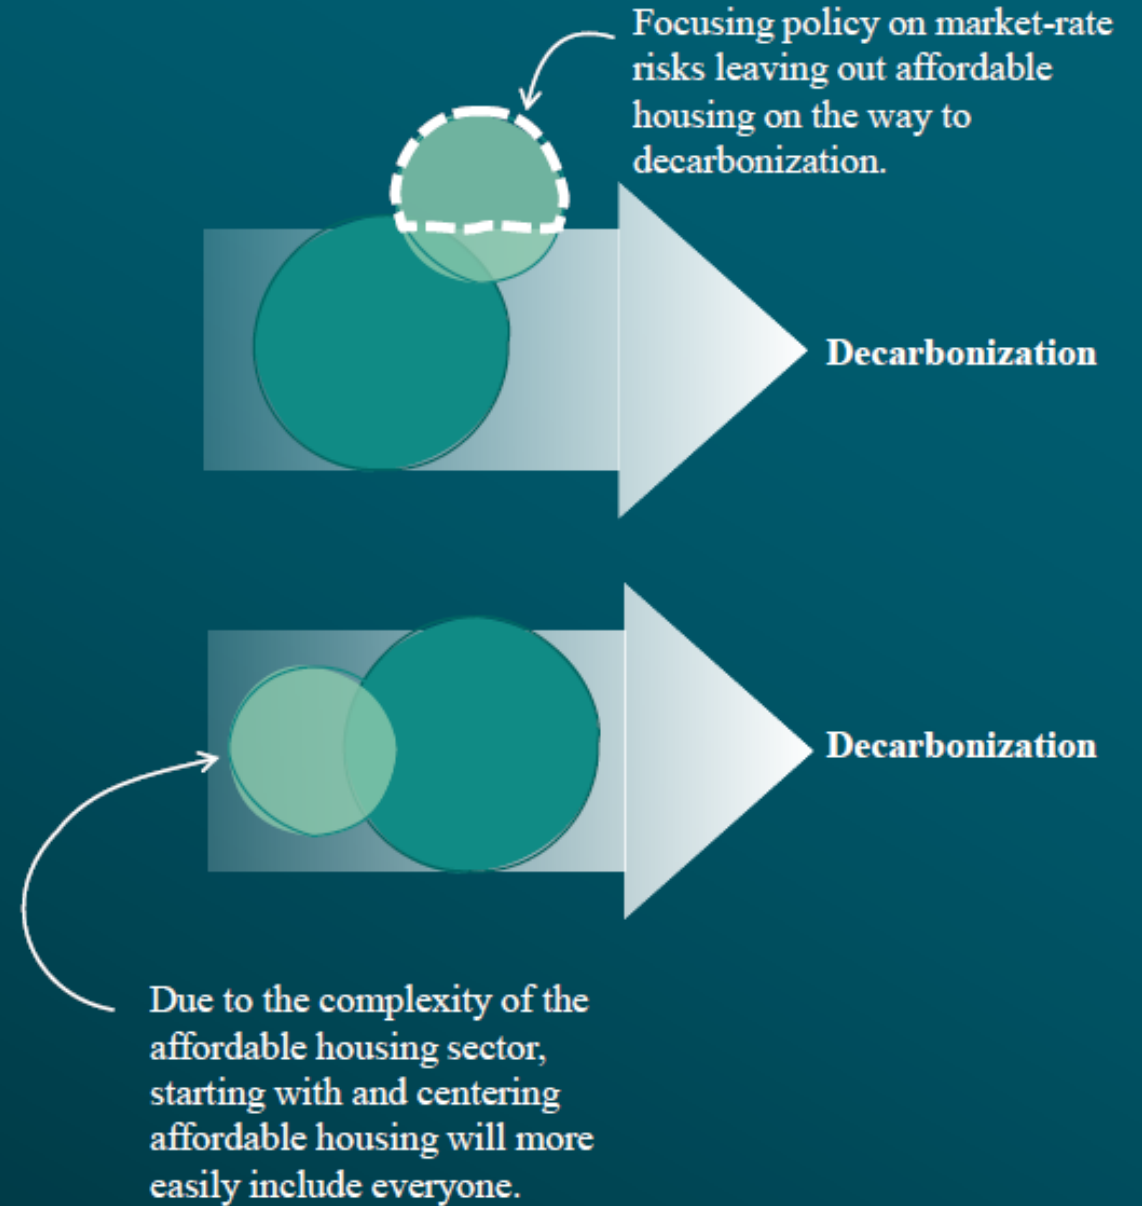 Focusing policy on market-rate
risks leaving out affordable
housing on the way to
decarbonization.
Decarbonization
Decarbonization
Due to the complexity of the
affordable housing sector,
starting with and centering
affordable housing will more
easily include everyone.